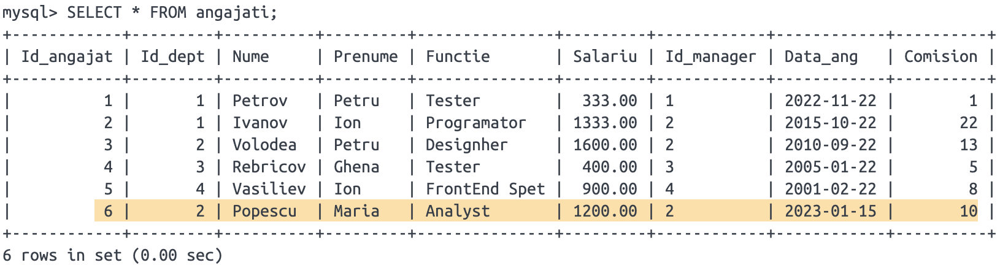 mysql> SELECT * FROM angajati;
+------------+---------+----------+---------+---------------+---------+------------+------------+----------+
| Id_angajat | Id_dept | Nume     | Prenume | Functie       | Salariu | Id_manager | Data_ang   | Comision |
+------------+---------+----------+---------+---------------+---------+------------+------------+----------+
|          1 |       1 | Petrov   | Petru   | Tester        |  333.00 | 1          | 2022-11-22 |        1 |
|          2 |       1 | Ivanov   | Ion     | Programator   | 1333.00 | 2          | 2015-10-22 |       22 |
|          3 |       2 | Volodea  | Petru   | Designher     | 1600.00 | 2          | 2010-09-22 |       13 |
|          4 |       3 | Rebricov | Ghena   | Tester        |  400.00 | 3          | 2005-01-22 |        5 |
|          5 |       4 | Vasiliev | Ion     | FrontEnd Spet |  900.00 | 4          | 2001-02-22 |        8 |
|          6 |       2 | Popescu  | Maria   | Analyst       | 1200.00 | 2          | 2023-01-15 |       10 |
+------------+---------+----------+---------+---------------+---------+------------+------------+----------+
6 rows in set (0.00 sec)